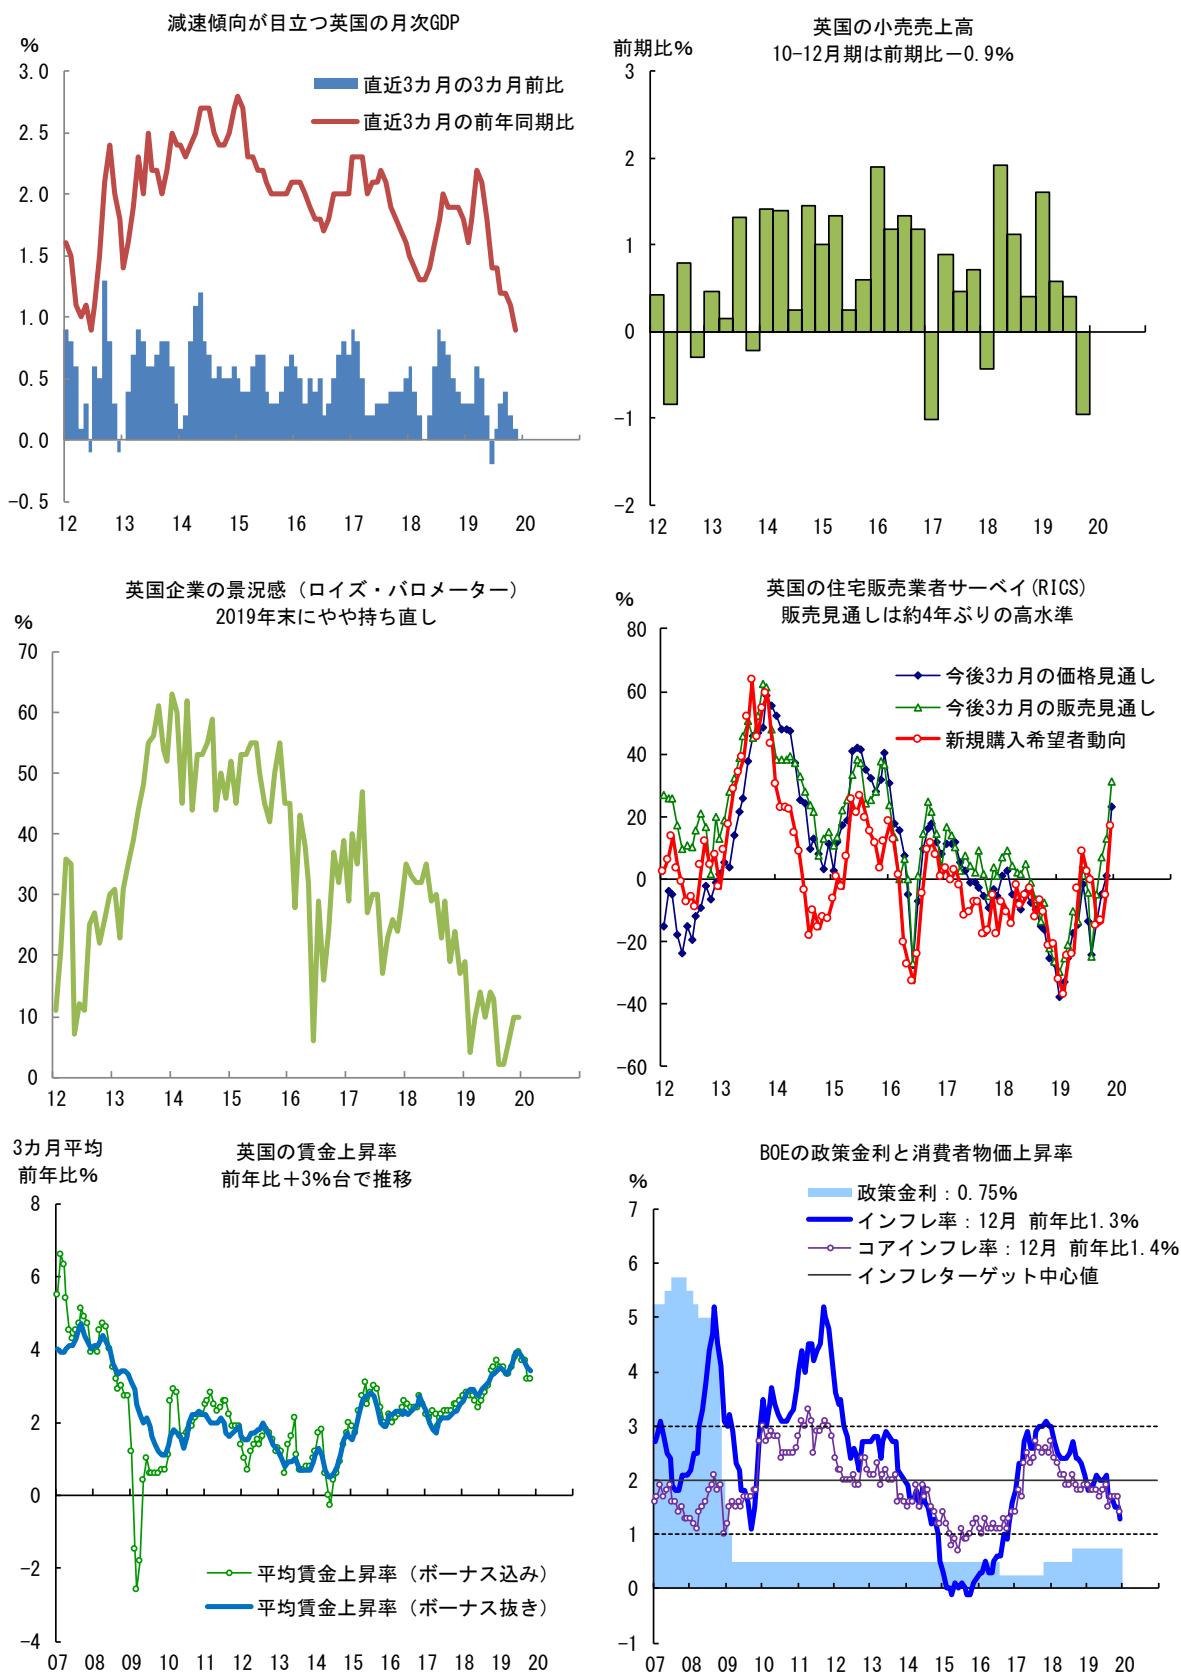 減速傾向が目立つ英国の月次GDP
%
直近3カ月の3カ月前比
直近3カ月の前年同期比
3.0
2.5
2.0
1.5
1.0
0.5
0.0
−0.5
12 13 14 15 16 17 18 19 20
英国の小売売上高
前期比%
10-12月期は前期比−0.9%
3
2
1
0
−1
−2
12 13 14 15 16 17 18 19 20
英国企業の景況感（ロイズ・バロメーター）
2019年末にやや持ち直し
%
70
60
50
40
30
20
10
0
12 13 14 15 16 17 18 19 20
英国の住宅販売業者サーベイ(RICS)
販売見通しは約4年ぶりの高水準
%
今後3カ月の価格見通し
今後3カ月の販売見通し
新規購入希望者動向
80
60
40
20
0
−20
−40
−60
12 13 14 15 16 17 18 19 20
3カ月平均
前年比%
英国の賃金上昇率
前年比＋3%台で推移
8
6
4
2
0
−2
−4
平均賃金上昇率（ボーナス込み）
平均賃金上昇率（ボーナス抜き）
07 08 09 10 11 12 13 14 15 16 17 18 19 20
BOEの政策金利と消費者物価上昇率
%
政策金利：0.75%
インフレ率：12月 前年比1.3%
コアインフレ率：12月 前年比1.4%
インフレターゲット中心値
7
6
5
4
3
2
1
0
−1
07 08 09 10 11 12 13 14 15 16 17 18 19 20